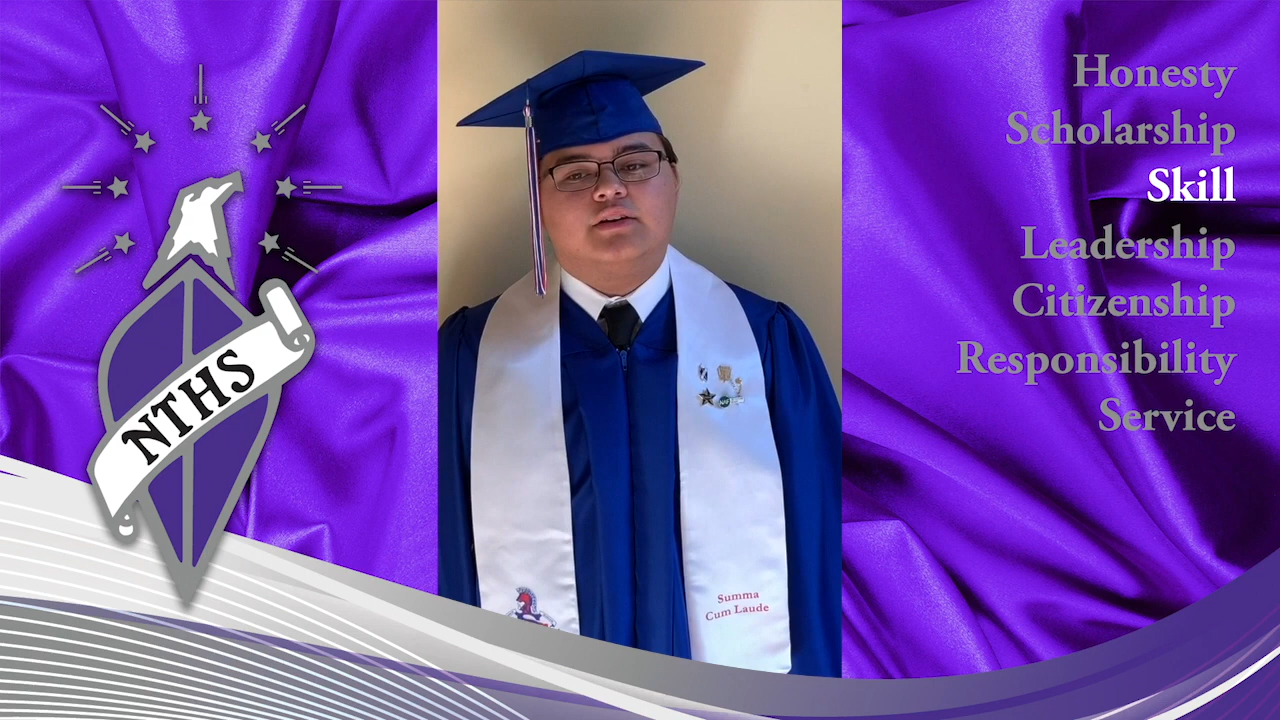 NTHS
Honesty
Scholarship
Skill
Leadership
Citizenship
Responsibility
Service
Summa
Cum Laude